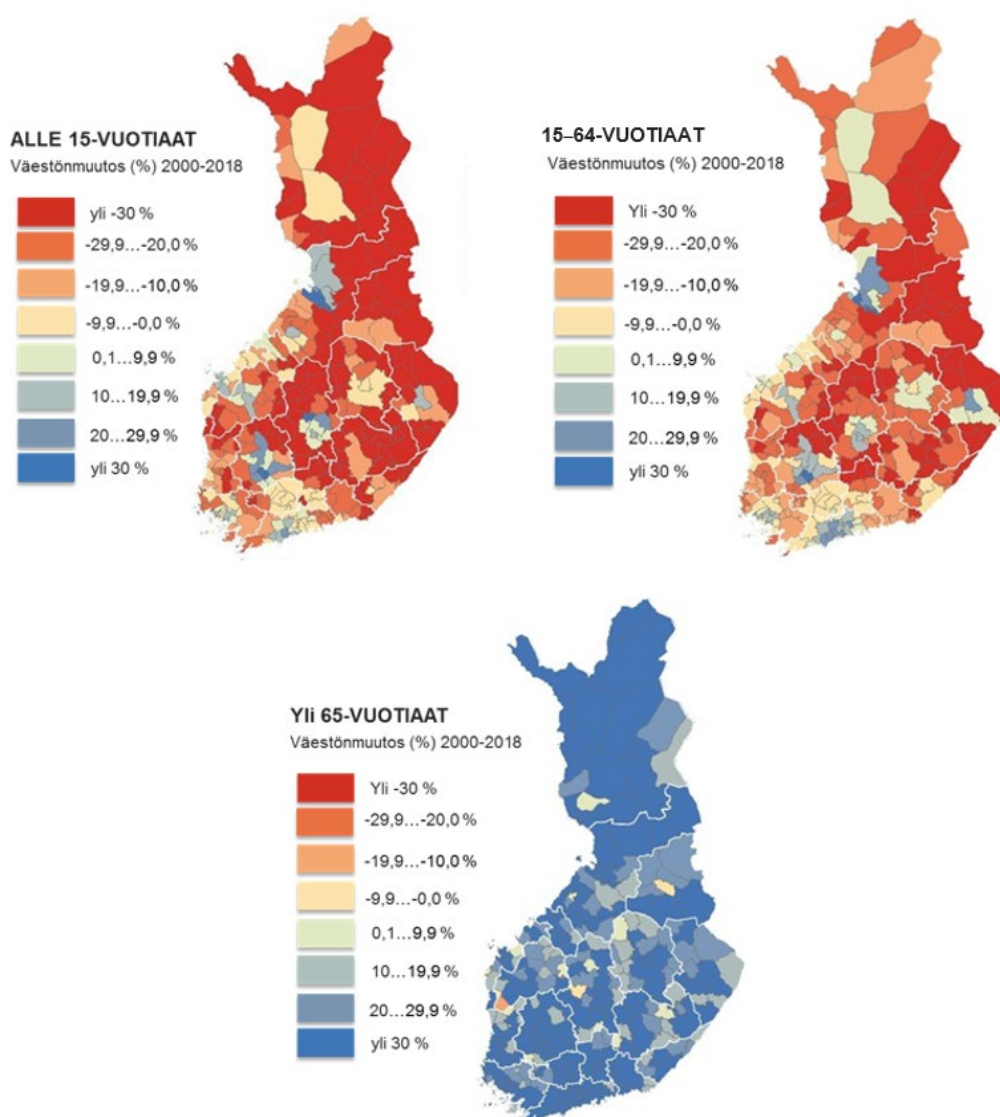 ALLE 15-VUOTIAAT
Väestönmuutos (%) 2000-2018
yli -30 %
-29,9...-20,0 %
-19,9...-10,0 %
-9,9...-0,0 %
0,1...9,9 %
10...19,9 %
20...29,9 %
yli 30 %
15–64-VUOTIAAT
Väestönmuutos (%) 2000-2018
Yli -30 %
-29,9...-20,0 %
-19,9...-10,0 %
-9,9...-0,0 %
0,1...9,9 %
10...19,9 %
20...29,9 %
yli 30 %
Yli 65-VUOTIAAT
Väestönmuutos (%) 2000-2018
Yli -30 %
-29,9...-20,0 %
-19,9...-10,0 %
-9,9...-0,0 %
0,1...9,9 %
10...19,9 %
20...29,9 %
yli 30 %